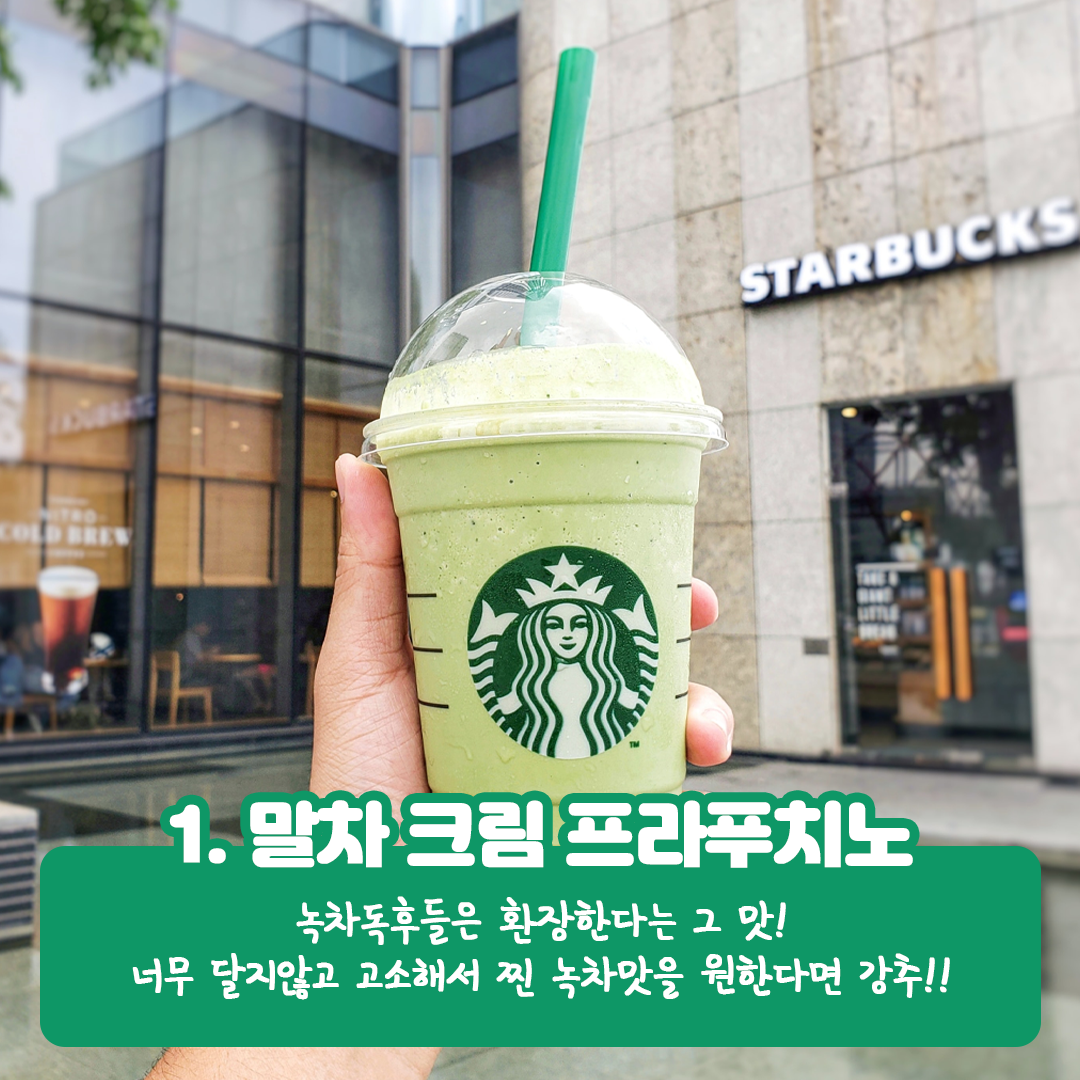 STARBUCKS
NITRO
COLD BREW
TM
1. 말차 크림 프라푸치노
녹차독후들은 환장한다는 그 맛!
너무 달지않고 고소해서 찐 녹차맛을 원한다면 강추!!